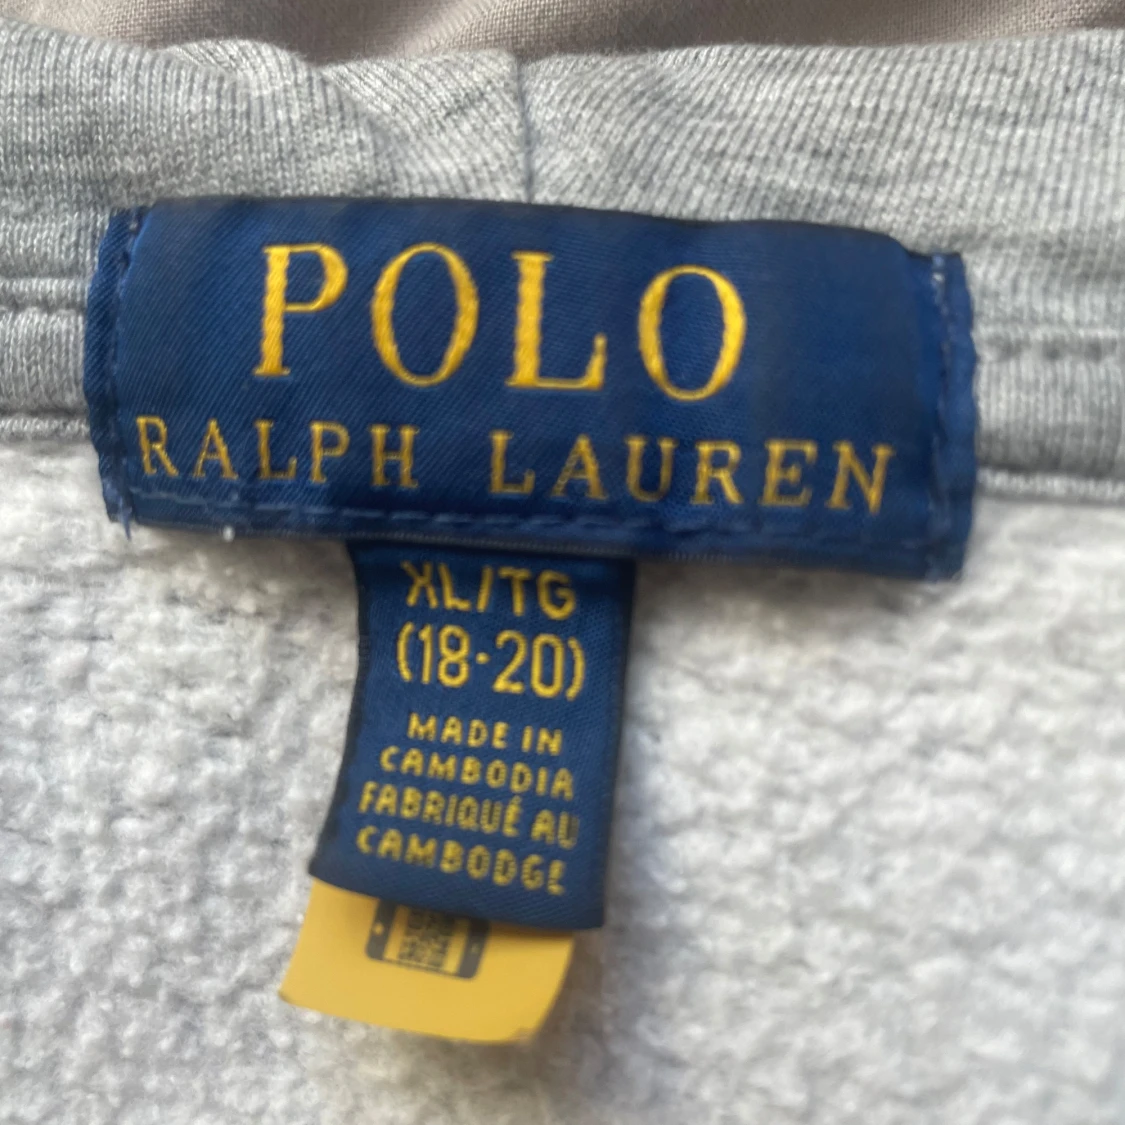 POLO
RALPH LAUREN
XL/TG
(18-20)
MADE IN
CAMBODIA
FABRIQUÉ AU
CAMBODGE